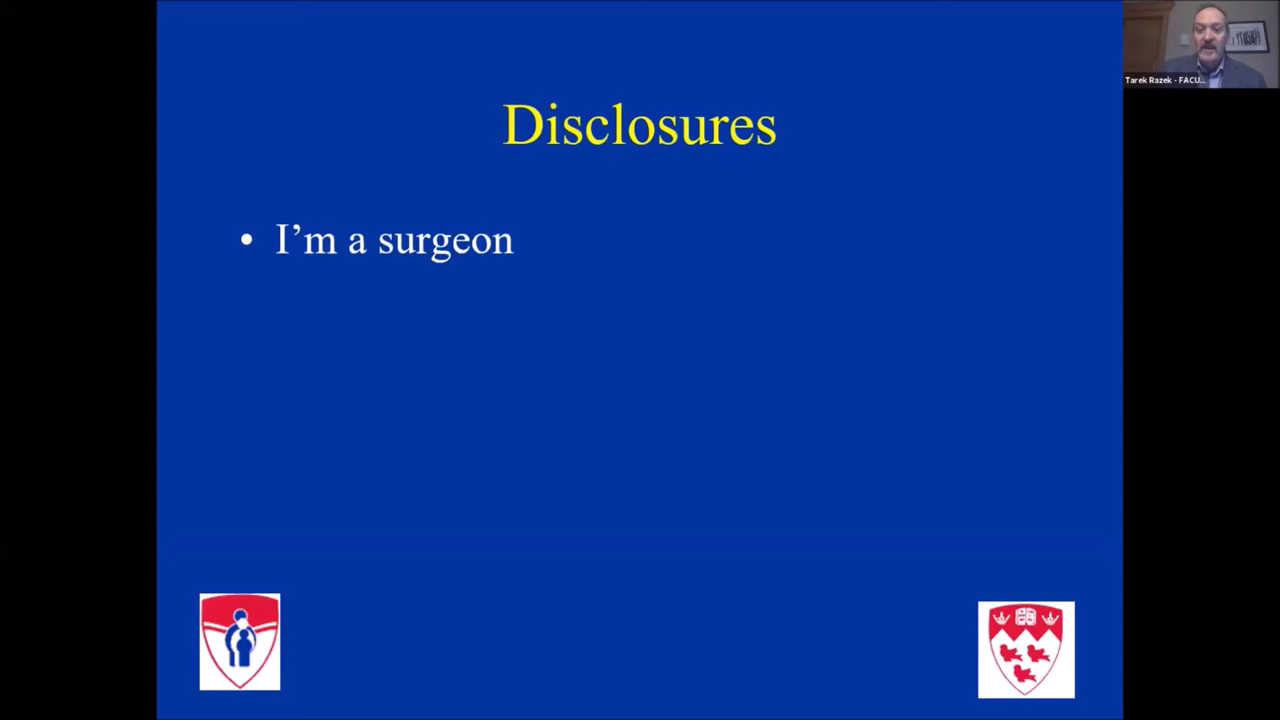 Disclosures
• I’m a surgeon
Tarek Razek - FACU...